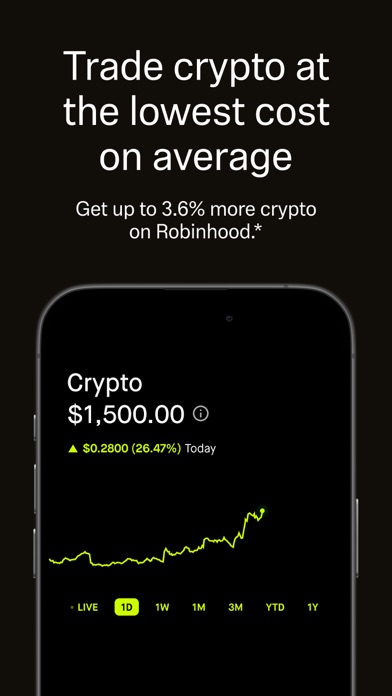 Trade crypto at
the lowest cost
on average
Get up to 3.6% more crypto
on Robinhood.*
Crypto
$1,500.00 ⓘ
▲ $0.2800 (26.47%) Today
• LIVE 1D 1W 1M 3M YTD 1Y